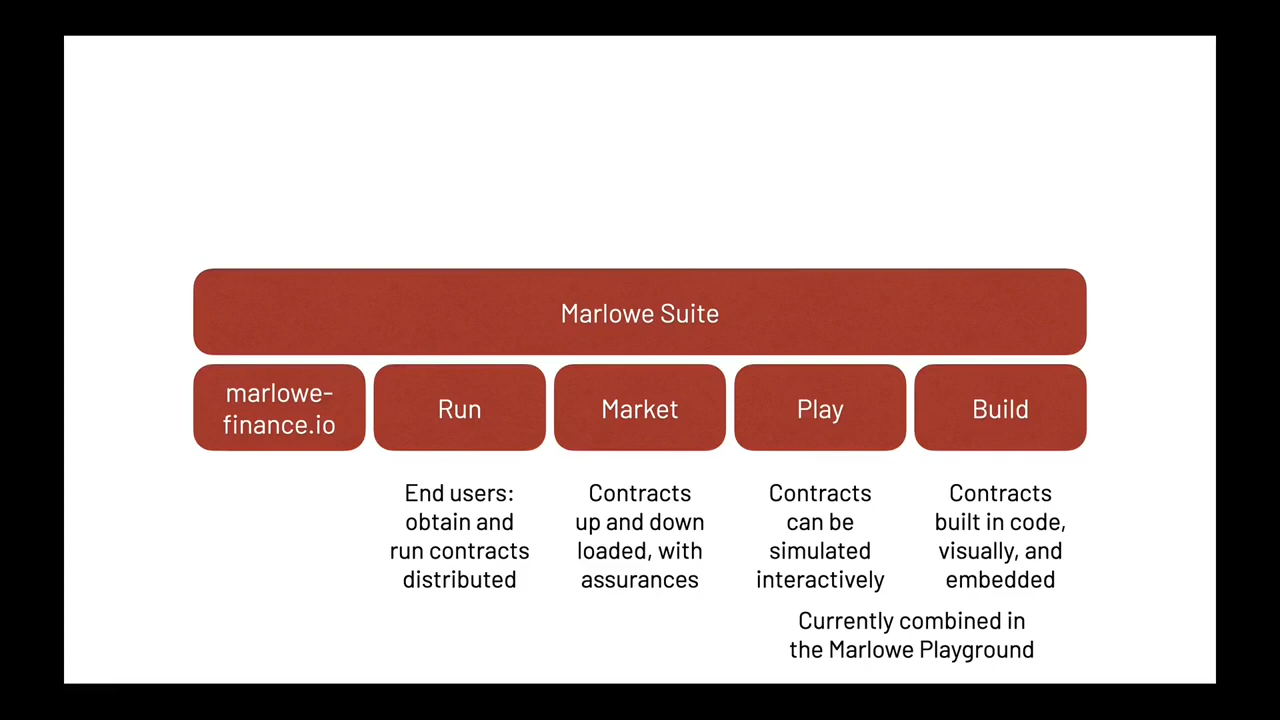 Marlowe Suite
marlowe-
finance.io
Run
Market
Play
Build
End users:
obtain and
run contracts
distributed
Contracts
up and down
loaded, with
assurances
Contracts
can be
simulated
interactively
Contracts
built in code,
visually, and
embedded
Currently combined in
the Marlowe Playground